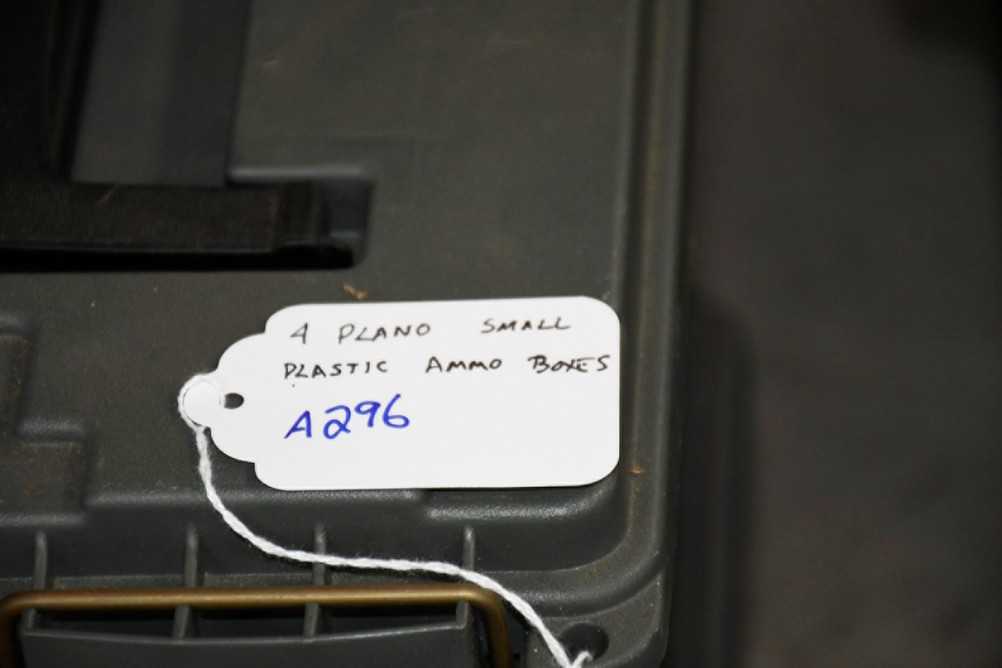 4 PLANO SMALL
PLASTIC AMMO BOXES
A296